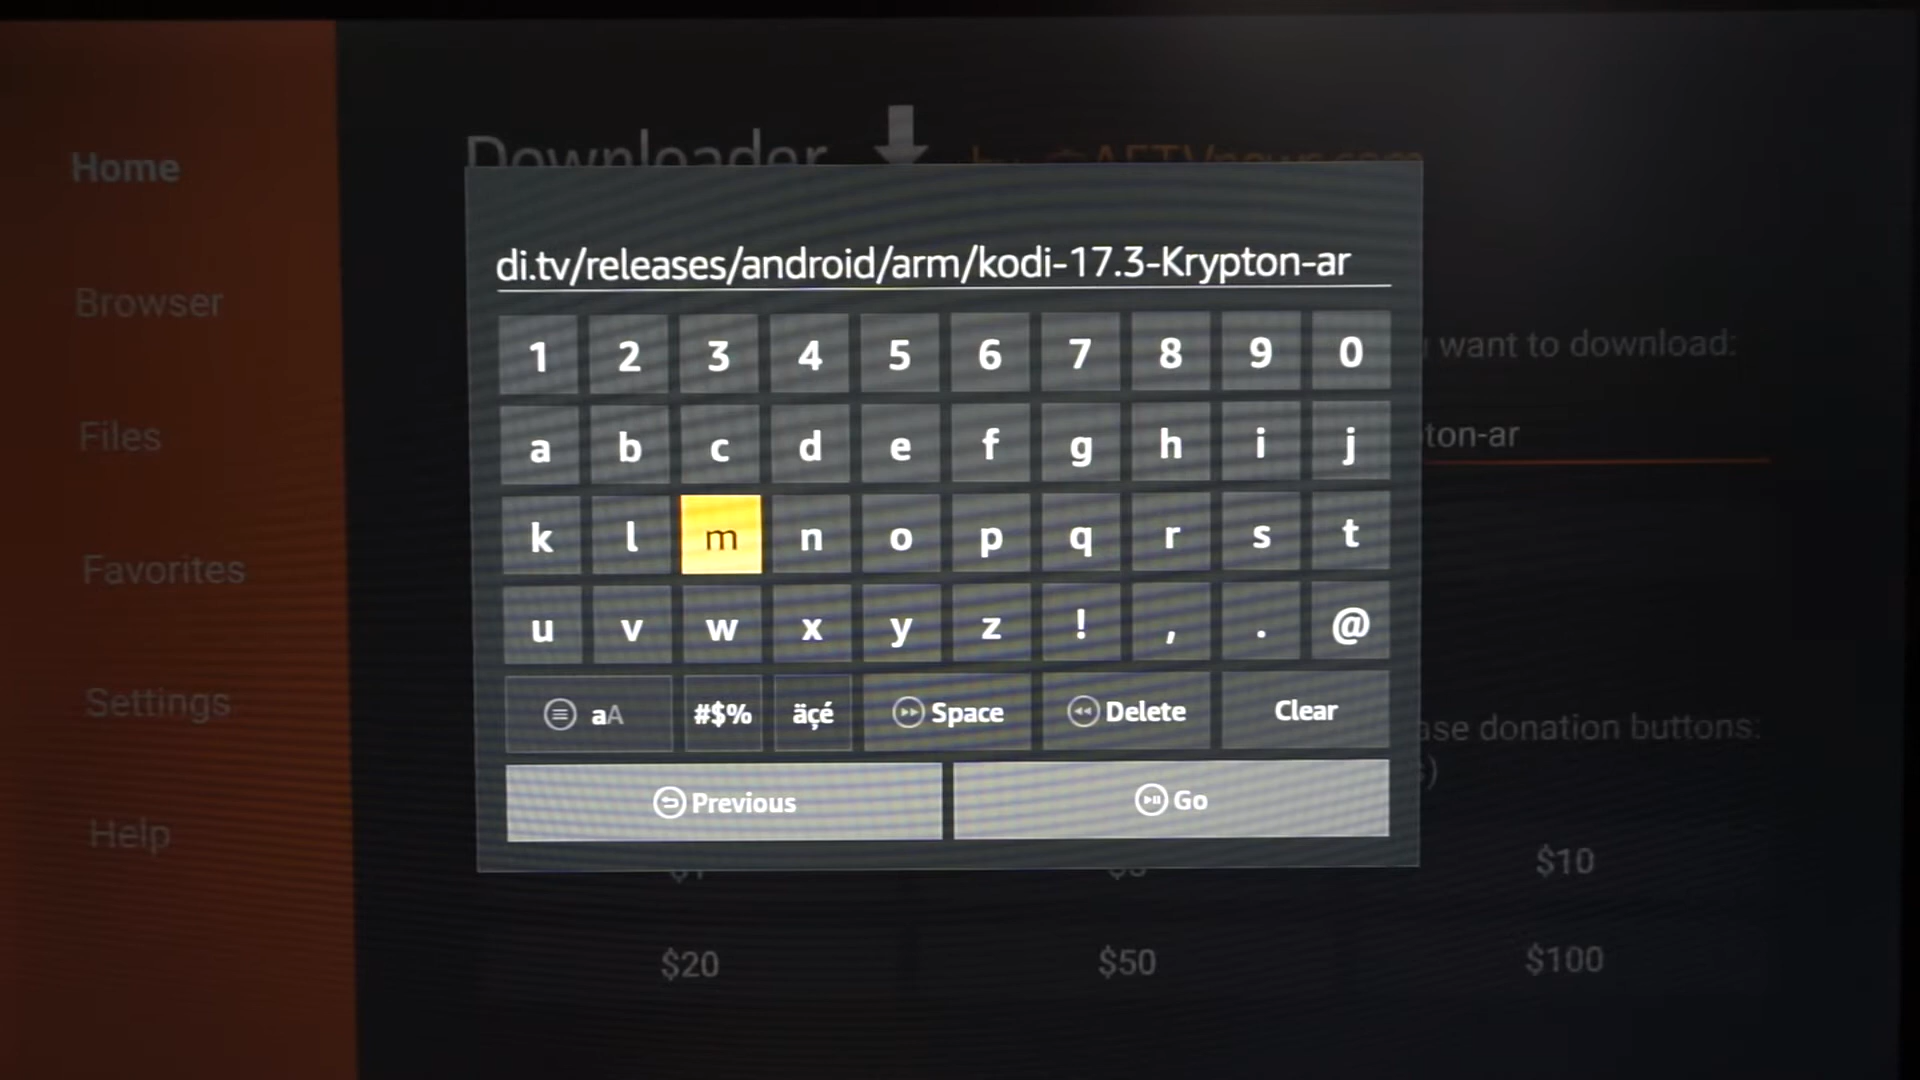 Home
Browser
Files
Favorites
Settings
Help
Downloader
di.tv/releases/android/arm/kodi-17.3-Krypton-ar
1 2 3 4 5 6 7 8 9 0
a b c d e f g h i j
k l m n o p q r s t
u v w x y z ! , . @
aA #$% äçé Space Delete Clear
Previous Go
want to download:
ton-ar
ase donation buttons:
$10
$20 $50 $100